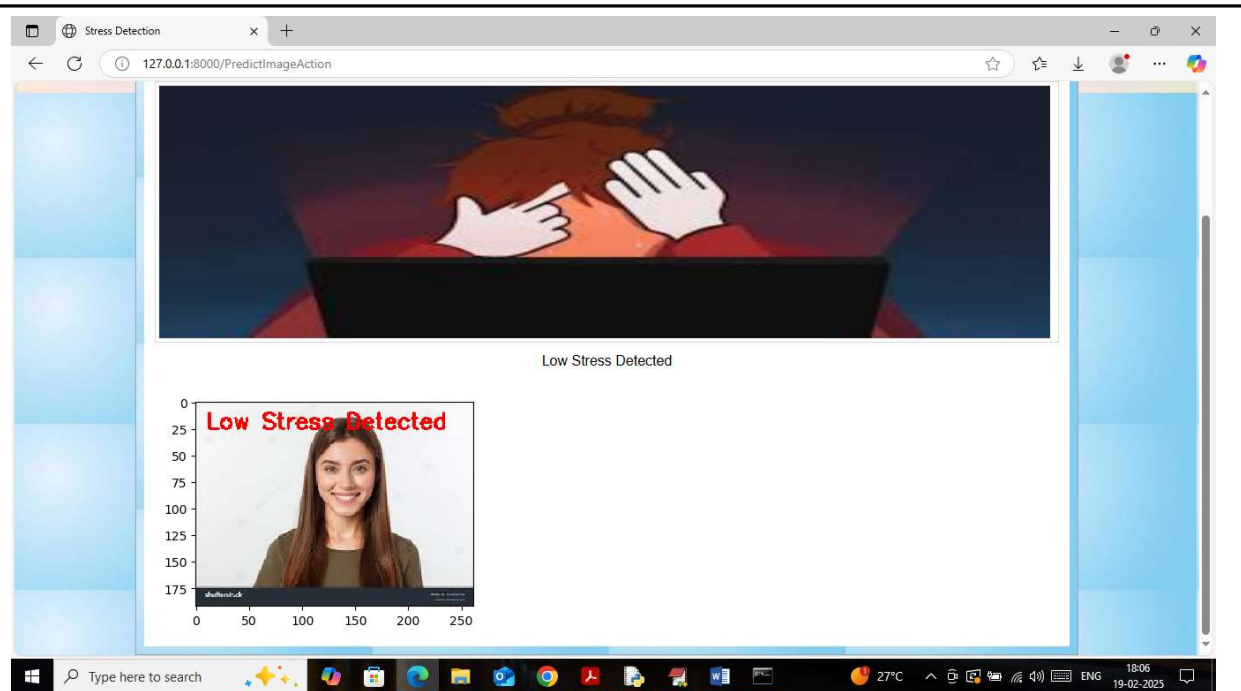 Stress Detection
127.0.0.1:8000/PredictImageAction
Low Stress Detected
Low Stress Detected
0
25
50
75
100
125
150
175
shutterstock
0 50 100 150 200 250
Type here to search
27°C
ENG
18:06
19-02-2025